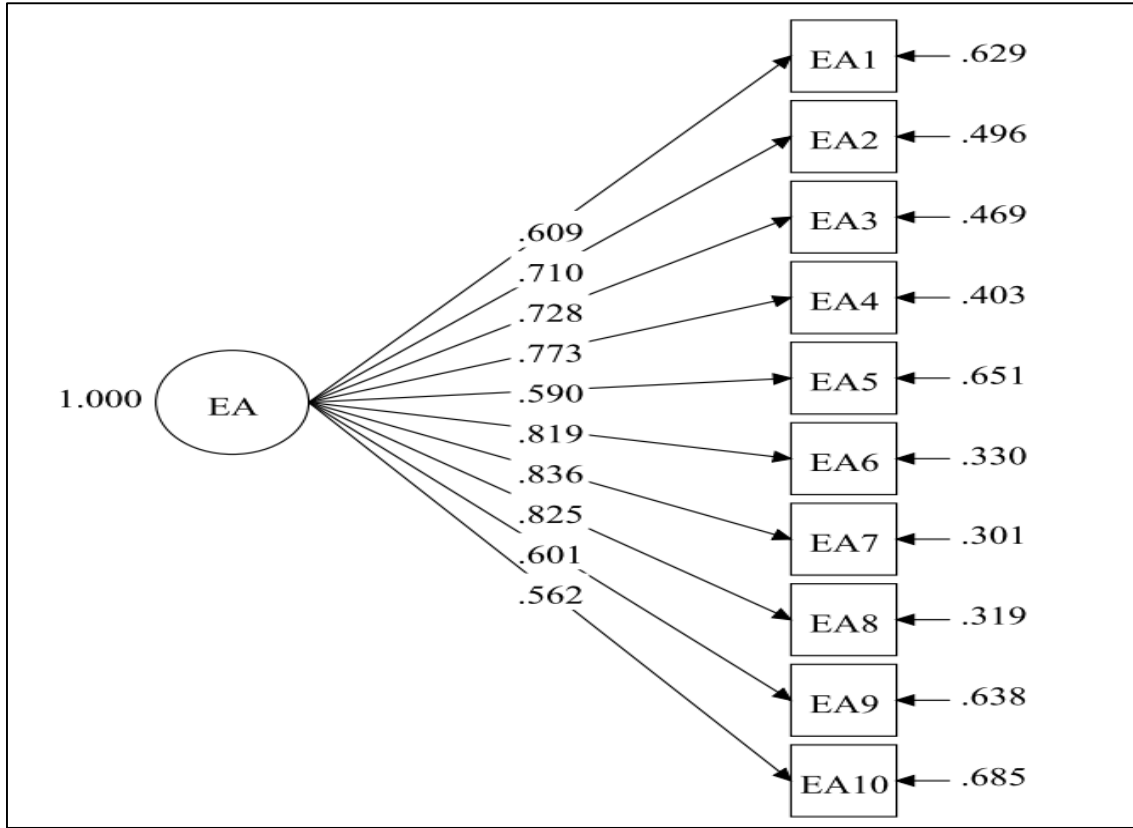 EA1 .629
EA2 .496
EA3 .469
.609
.710
.728
EA4 .403
.773
EA5 .651
.590
1.000 EA
.819
EA6 .330
.836
.825
EA7 .301
.601
.562
EA8 .319
EA9 .638
EA10 .685